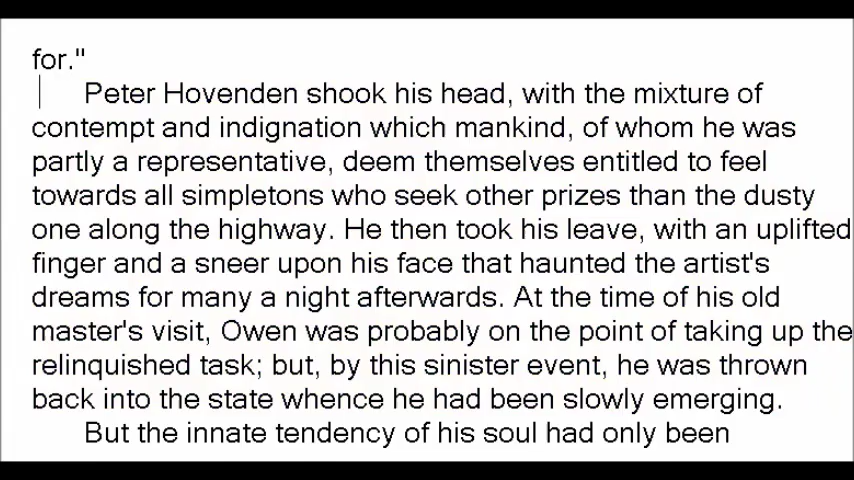 for."
Peter Hovenden shook his head, with the mixture of
contempt and indignation which mankind, of whom he was
partly a representative, deem themselves entitled to feel
towards all simpletons who seek other prizes than the dusty
one along the highway. He then took his leave, with an uplifted
finger and a sneer upon his face that haunted the artist's
dreams for many a night afterwards. At the time of his old
master's visit, Owen was probably on the point of taking up the
relinquished task; but, by this sinister event, he was thrown
back into the state whence he had been slowly emerging.
But the innate tendency of his soul had only been